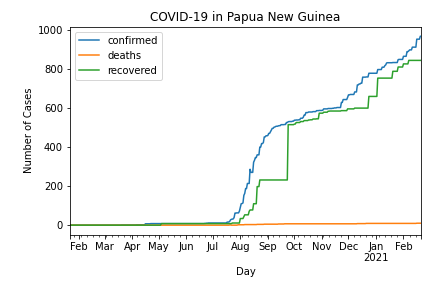 COVID-19 in Papua New Guinea
confirmed
deaths
recovered
1000
800
600
400
200
0
Number of Cases
Feb Mar Apr May Jun Jul Aug Sep Oct Nov Dec Jan Feb
2021
Day